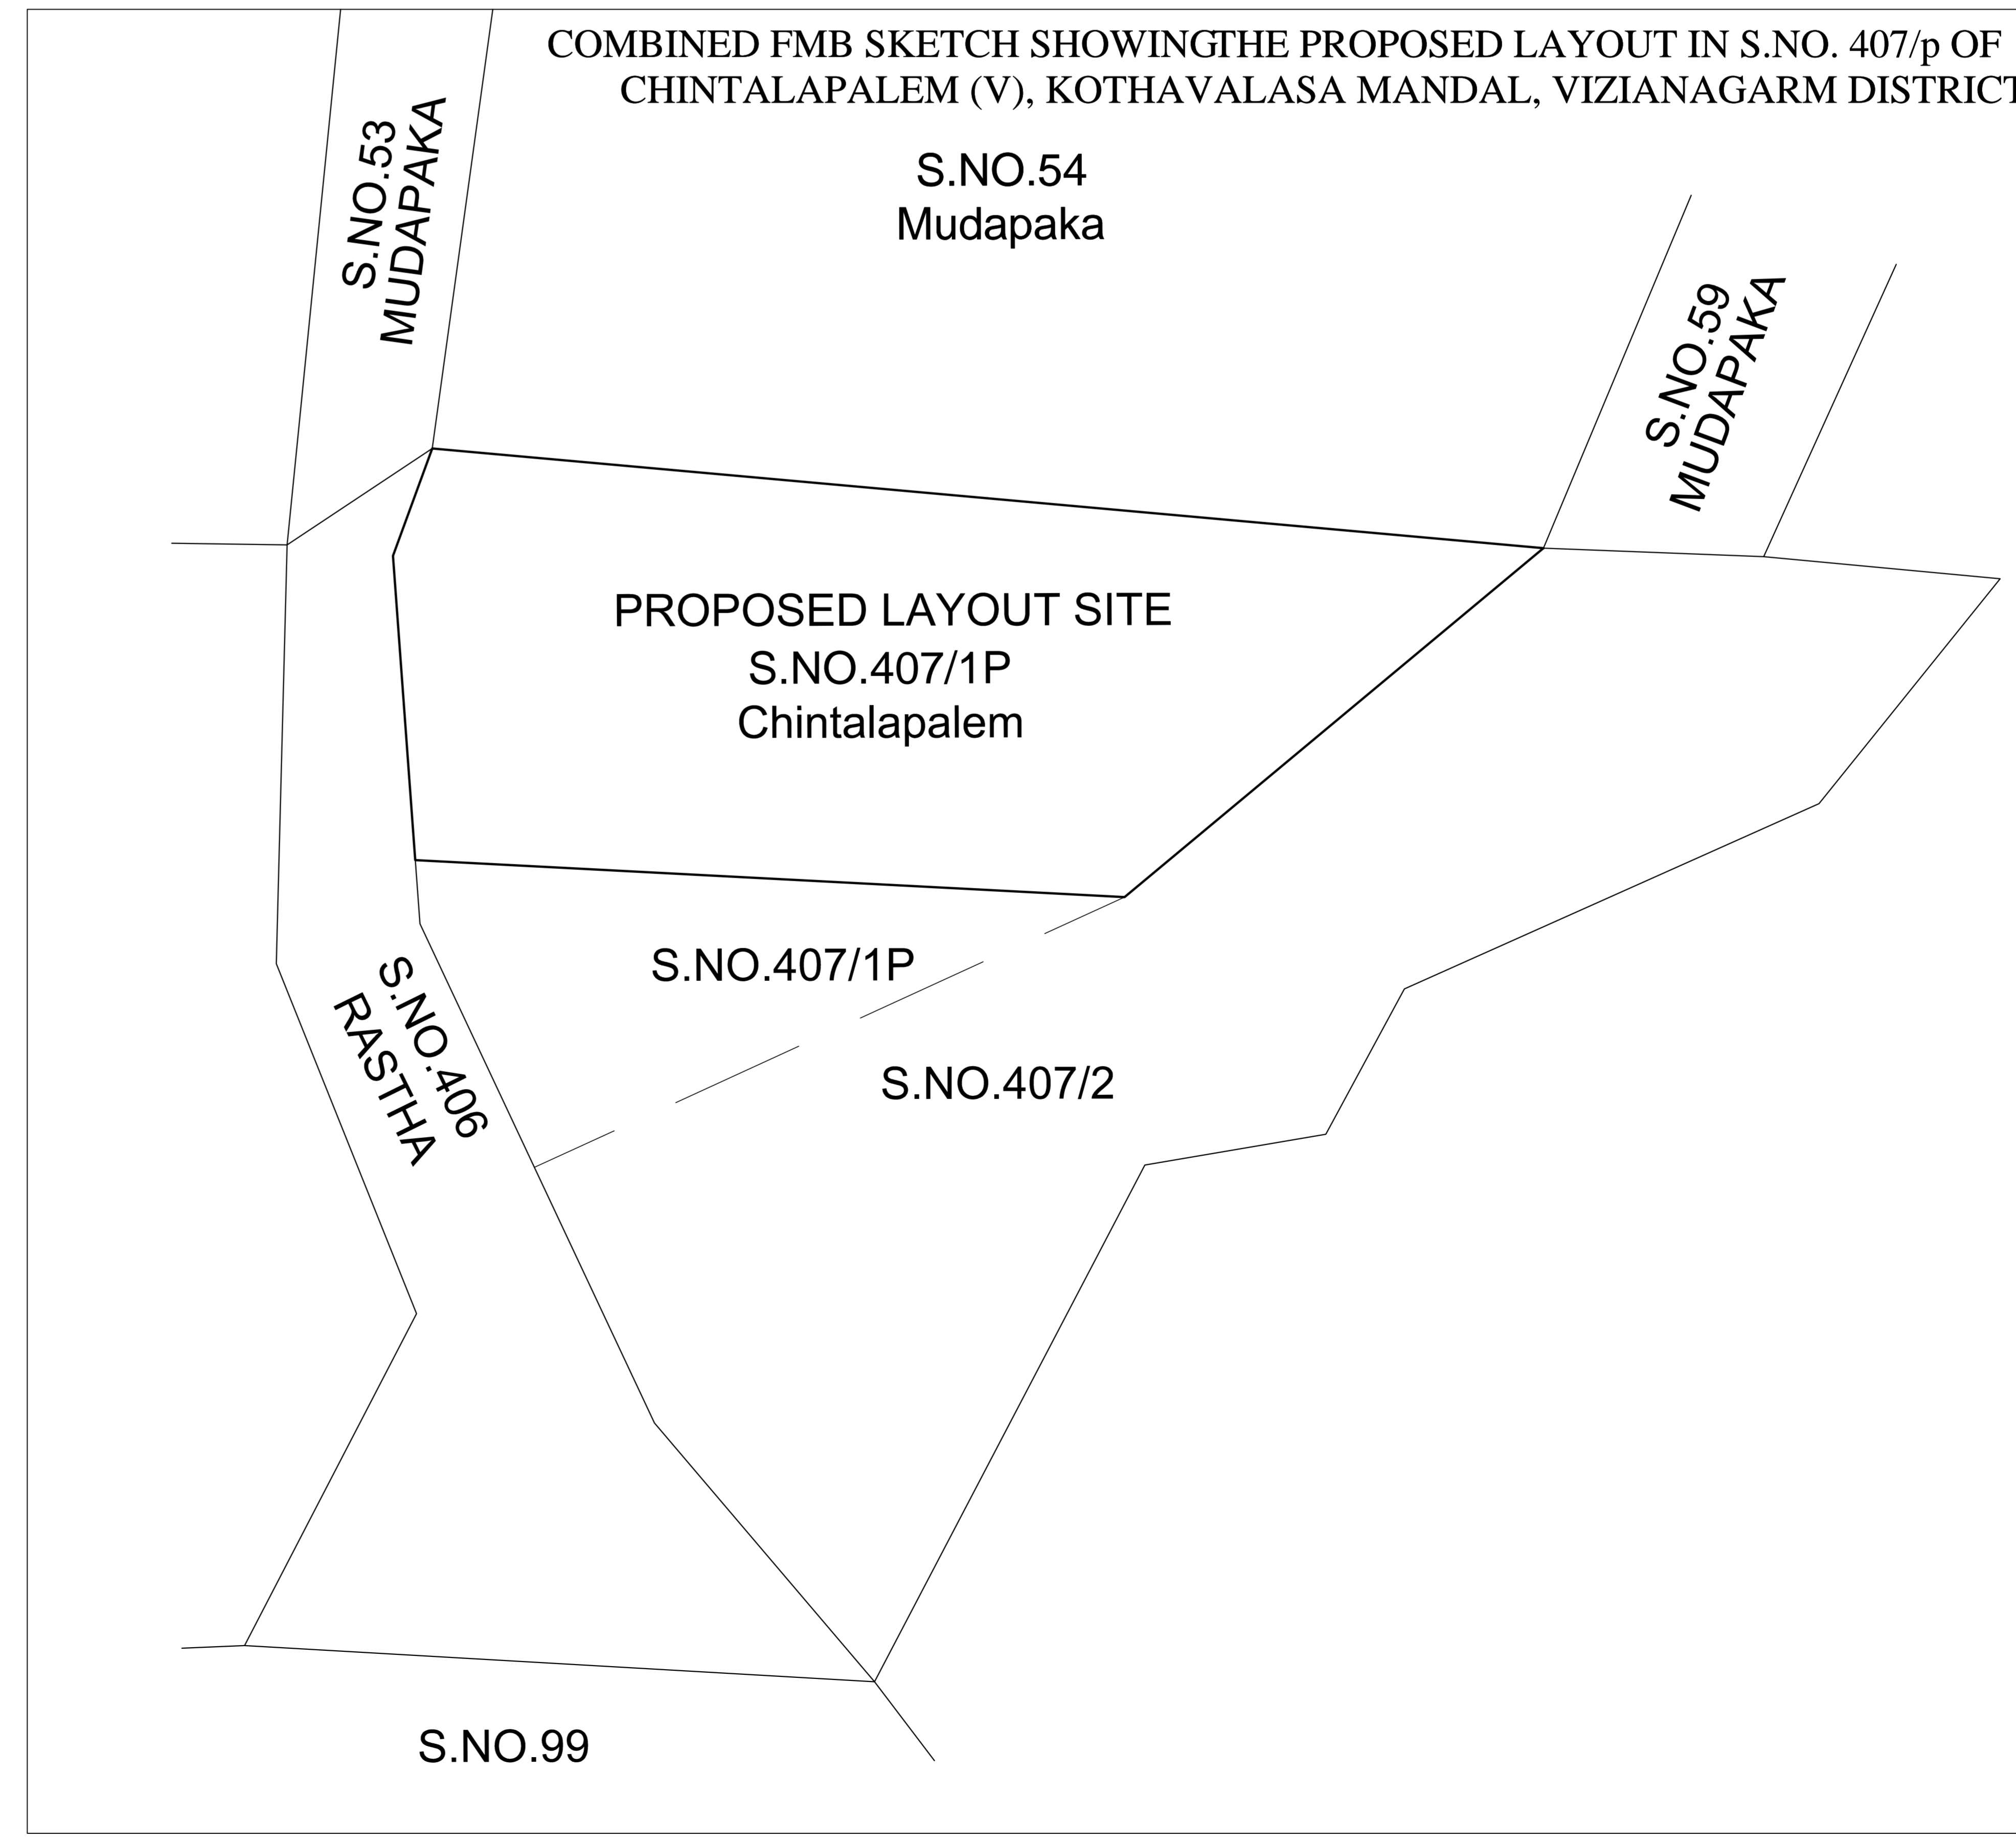 COMBINED FMB SKETCH SHOWINGTHE PROPOSED LAYOUT IN S.NO. 407/p OF
CHINTALAPALEM (V), KOTHAVALASA MANDAL, VIZIANAGARM DISTRICT
S.NO.53
MUDAPAKA
S.NO.54
Mudapaka
S.NO.59
MUDAPAKA
PROPOSED LAYOUT SITE
S.NO.407/1P
Chintalapalem
S.NO.407/1P
S.NO.406
RASTHA
S.NO.407/2
S.NO.99